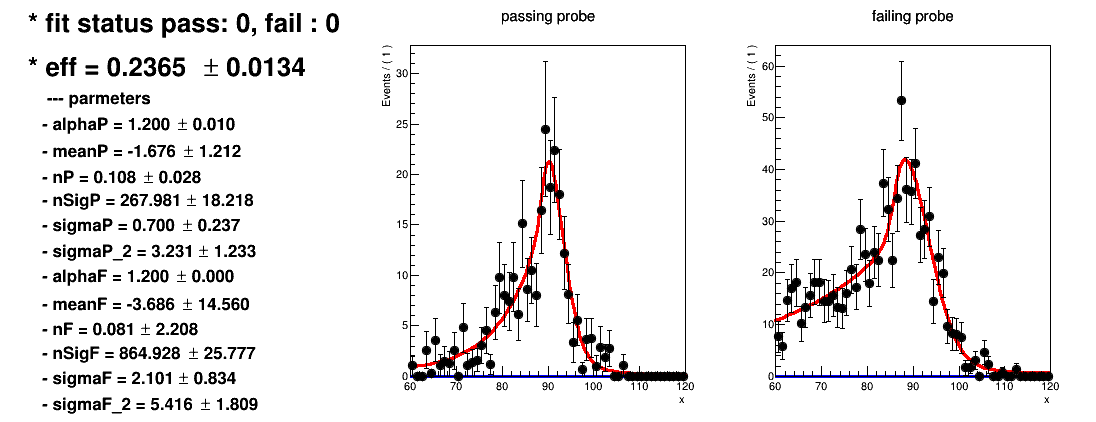 * fit status pass: 0, fail : 0
* eff = 0.2365 ± 0.0134
--- parmeters
- alphaP = 1.200 ± 0.010
- meanP = -1.676 ± 1.212
- nP = 0.108 ± 0.028
- nSigP = 267.981 ± 18.218
- sigmaP = 0.700 ± 0.237
- sigmaP_2 = 3.231 ± 1.233
- alphaF = 1.200 ± 0.000
- meanF = -3.686 ± 14.560
- nF = 0.081 ± 2.208
- nSigF = 864.928 ± 25.777
- sigmaF = 2.101 ± 0.834
- sigmaF_2 = 5.416 ± 1.809
passing probe
Events / ( 1 )
30
25
20
15
10
5
0
60 70 80 90 100 110 120
x
failing probe
Events / ( 1 )
60
50
40
30
20
10
0
60 70 80 90 100 110 120
x